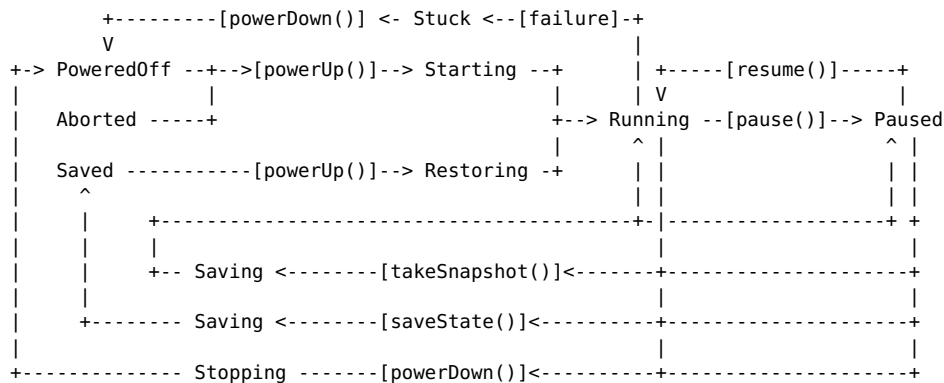 [powerDown()] <- Stuck <--[failure]
PoweredOff -->[powerUp()]--> Starting [resume()]
Aborted Running --[pause()]--> Paused
Saved [powerUp()]--> Restoring
Saving <--------[takeSnapshot()]<
Saving <--------[saveState()]<
Stopping -------[powerDown()]<